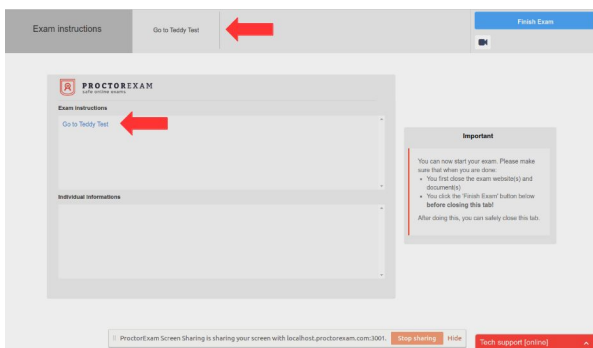 Exam instructions
Go to Teddy Test
Finish Exam
PROCTOREXAM
safe online exams
Exam instructions
Go to Teddy Test
Individual informations
Important
You can now start your exam. Please make
sure that when you are done:
• You first close the exam website(s) and
document(s)
• You click the 'Finish Exam' button below
before closing this tab!
After doing this, you can safely close this tab.
ProctorExam Screen Sharing is sharing your screen with localhost.proctorexam.com:3001. Stop sharing Hide
Tech support [online]